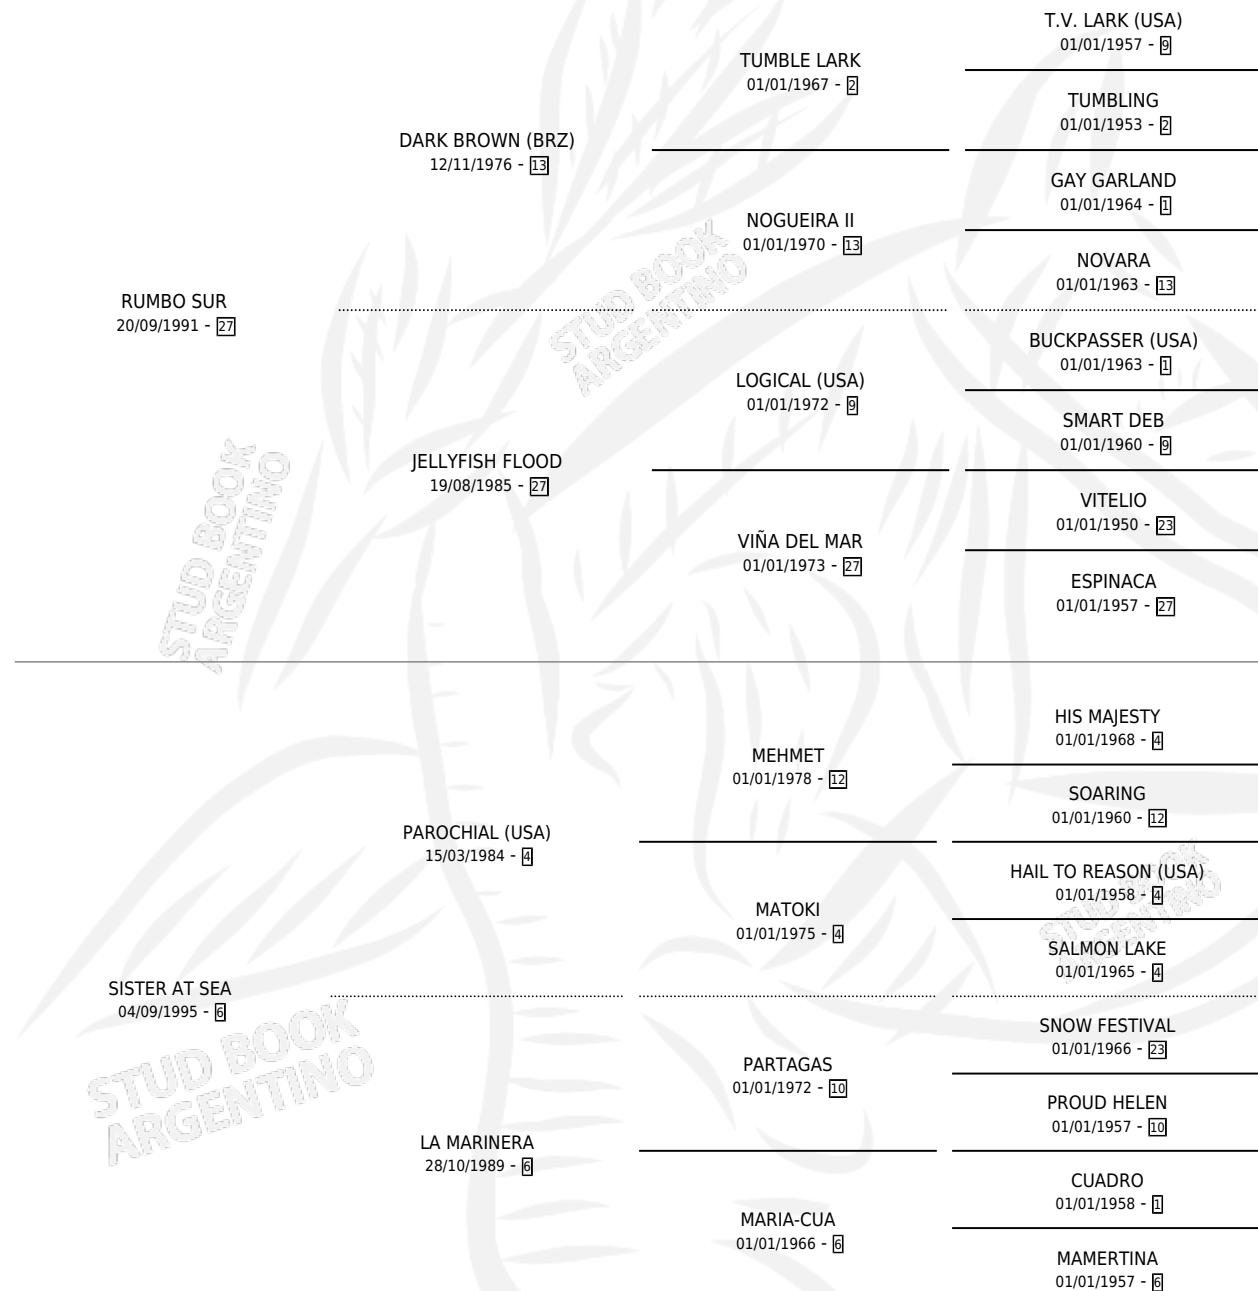 T.V. LARK (USA)
01/01/1957 - 9
TUMBLE LARK
01/01/1967 - 2
TUMBLING
01/01/1953 - 2
DARK BROWN (BRZ)
12/11/1976 - 13
GAY GARLAND
01/01/1964 - 1
NOGUEIRA II
01/01/1970 - 13
NOVARA
01/01/1963 - 13
RUMBO SUR
20/09/1991 - 27
STUD BOOK
ARGENTINO
BUCKPASSER (USA)
01/01/1963 - 1
LOGICAL (USA)
01/01/1972 - 9
SMART DEB
01/01/1960 - 9
JELLYFISH FLOOD
19/08/1985 - 27
VITELIO
01/01/1950 - 23
VIÑA DEL MAR
01/01/1973 - 27
ESPINACA
01/01/1957 - 27
STUD BOOK
ARGENTINO
HIS MAJESTY
01/01/1968 - 4
MEHMET
01/01/1978 - 12
SOARING
01/01/1960 - 12
PAROCHIAL (USA)
15/03/1984 - 4
HAIL TO REASON (USA)
01/01/1958 - 4
MATOKI
01/01/1975 - 4
STUD BOOK
ARGENTINO
SALMON LAKE
01/01/1965 - 4
SISTER AT SEA
04/09/1995 - 6
SNOW FESTIVAL
01/01/1966 - 23
PARTAGAS
01/01/1972 - 10
PROUD HELEN
01/01/1957 - 10
STUD BOOK
ARGENTINO
LA MARINERA
28/10/1989 - 6
CUADRO
01/01/1958 - 1
MARIA-CUA
01/01/1966 - 6
MAMERTINA
01/01/1957 - 6